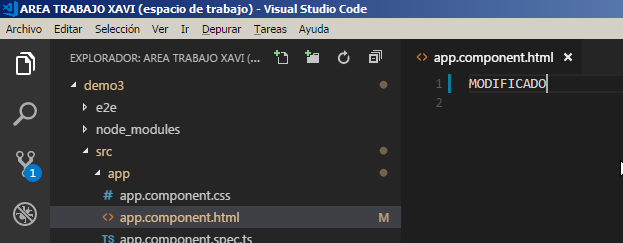 AREA TRABAJO XAVI (espacio de trabajo) - Visual Studio Code
Archivo Editar Selección Ver Ir Depurar Tareas Ayuda
EXPLORADOR: AREA TRABAJO XAVI (...
app.component.html
demo3
1 MODIFICADO
e2e
2
node_modules
src
1
app
# app.component.css
<> app.component.html M
TS app.component.spec.ts